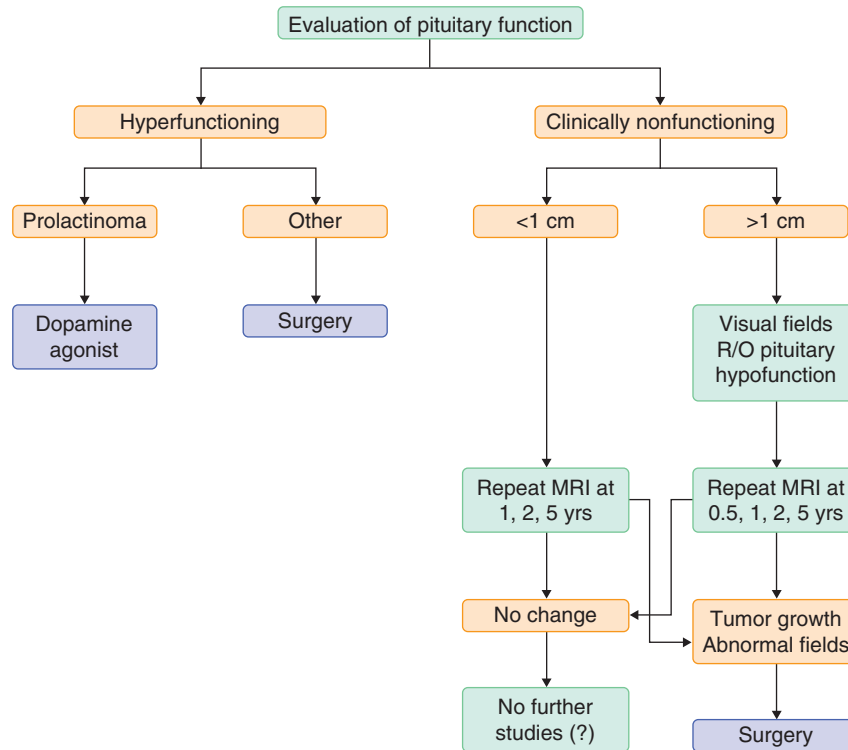 Evaluation of pituitary function
Hyperfunctioning
Clinically nonfunctioning
Prolactinoma
Other
<1 cm
>1 cm
Dopamine
agonist
Surgery
Visual fields
R/O pituitary
hypofunction
Repeat MRI at
1, 2, 5 yrs
Repeat MRI at
0.5, 1, 2, 5 yrs
No change
Tumor growth
Abnormal fields
No further
studies (?)
Surgery